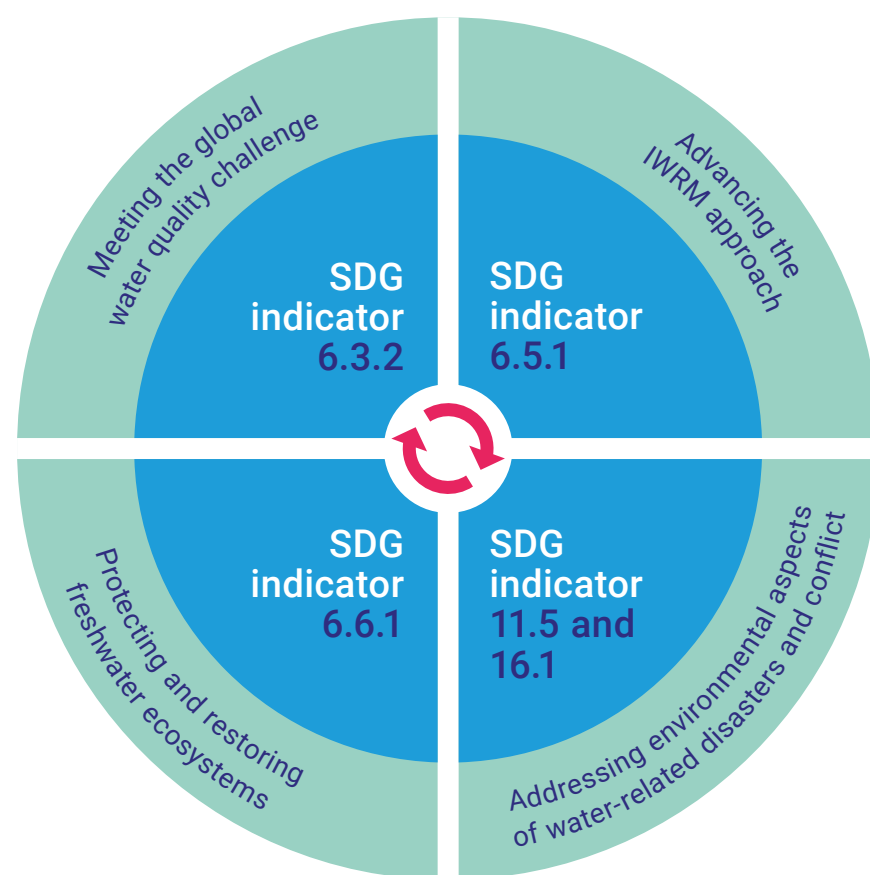 Meeting the global
water quality challenge
SDG
indicator
6.3.2
Advancing the
IWRM approach
SDG
indicator
6.5.1
Protecting and restoring
freshwater ecosystems
SDG
indicator
6.6.1
Addressing environmental aspects
of water-related disasters and conflict
SDG
indicator
11.5 and
16.1